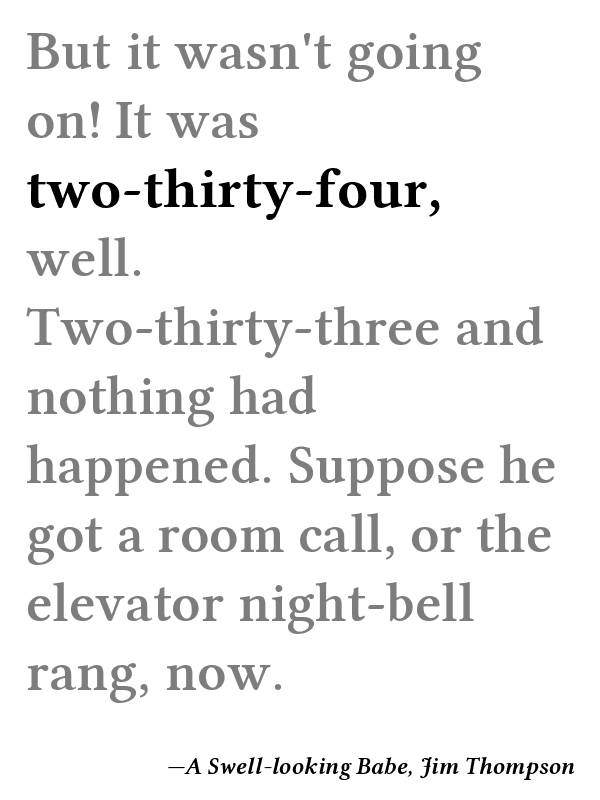 But it wasn't going
on! It was
two-thirty-four,
well.
Two-thirty-three and
nothing had
happened. Suppose he
got a room call, or the
elevator night-bell
rang, now.
—A Swell-looking Babe, Jim Thompson